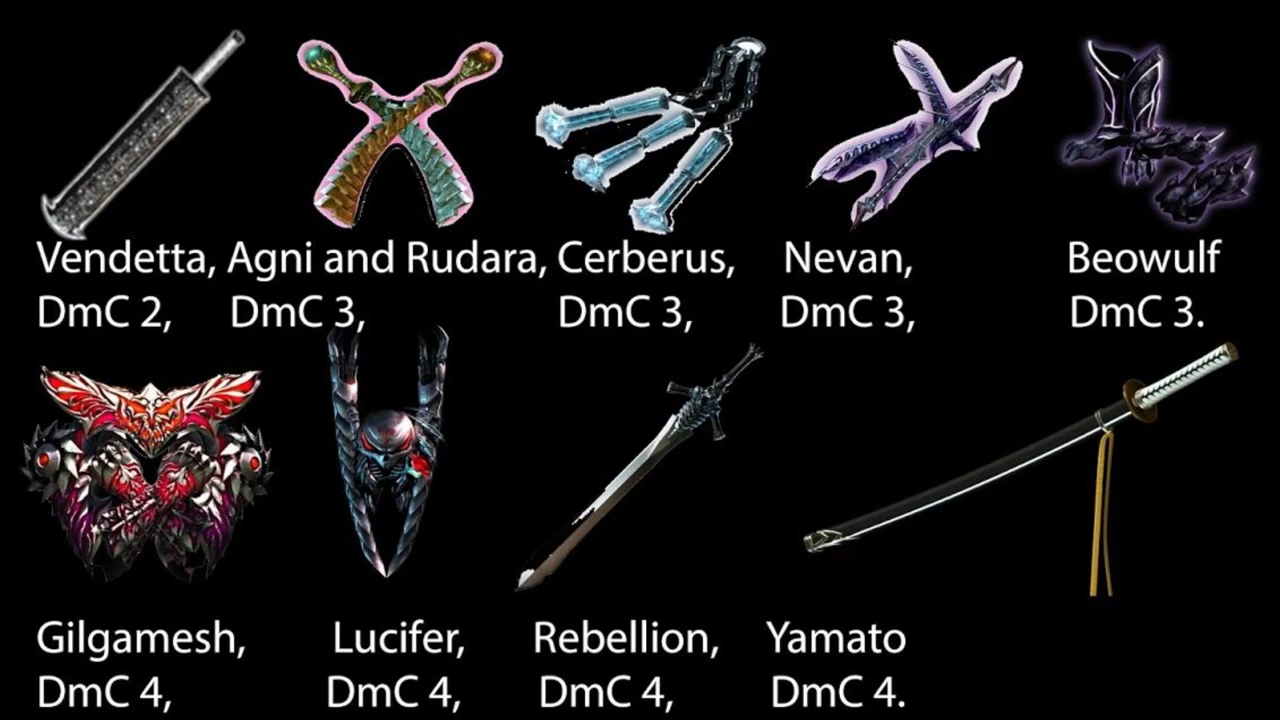 Vendetta, Agni and Rudara, Cerberus, Nevan, Beowulf
DmC 2, DmC 3, DmC 3, DmC 3, DmC 3.
Gilgamesh, Lucifer, Rebellion, Yamato
DmC 4, DmC 4, DmC 4, DmC 4.